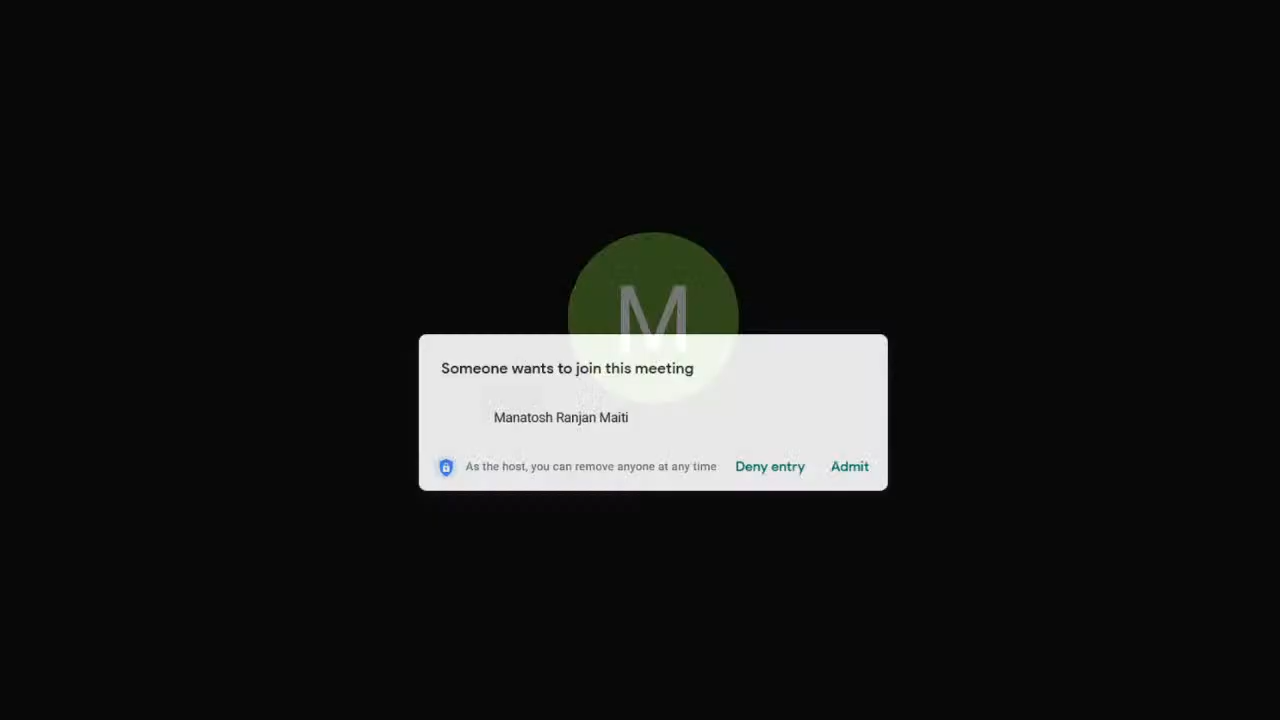 M
Someone wants to join this meeting
Manatosh Ranjan Maiti
As the host, you can remove anyone at any time Deny entry Admit